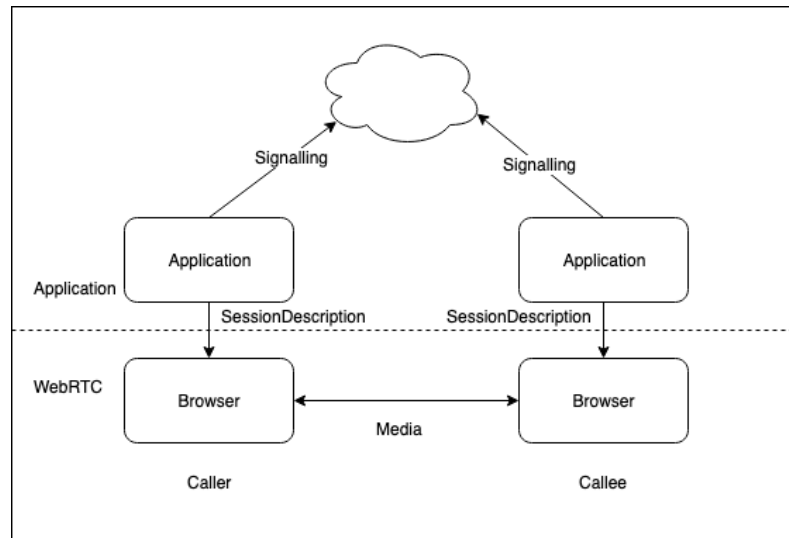 Signalling
Signalling
Application
Application
Application
SessionDescription
SessionDescription
WebRTC
Browser
Browser
Media
Caller
Callee